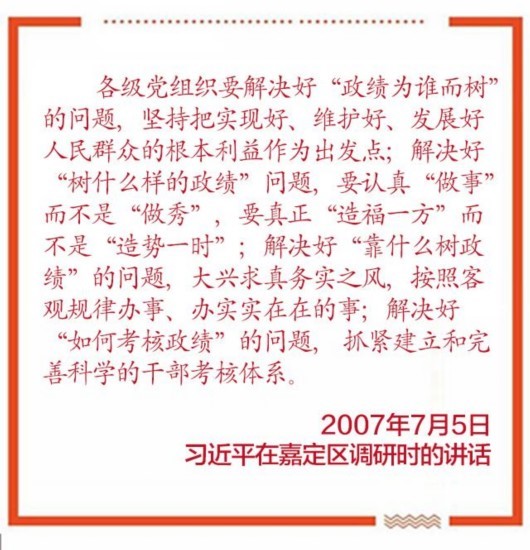 各级党组织要解决好“政绩为谁而树”
的问题，坚持把实现好、维护好、发展好
人民群众的根本利益作为出发点；解决好
“树什么样的政绩”问题，要认真“做事”
而不是“做秀”，要真正“造福一方”而
不是“造势一时”；解决好“靠什么树政
绩”的问题，大兴求真务实之风，按照客
观规律办事、办实实在在的事；解决好
“如何考核政绩”的问题，抓紧建立和完
善科学的干部考核体系。
2007年7月5日
习近平在嘉定区调研时的讲话